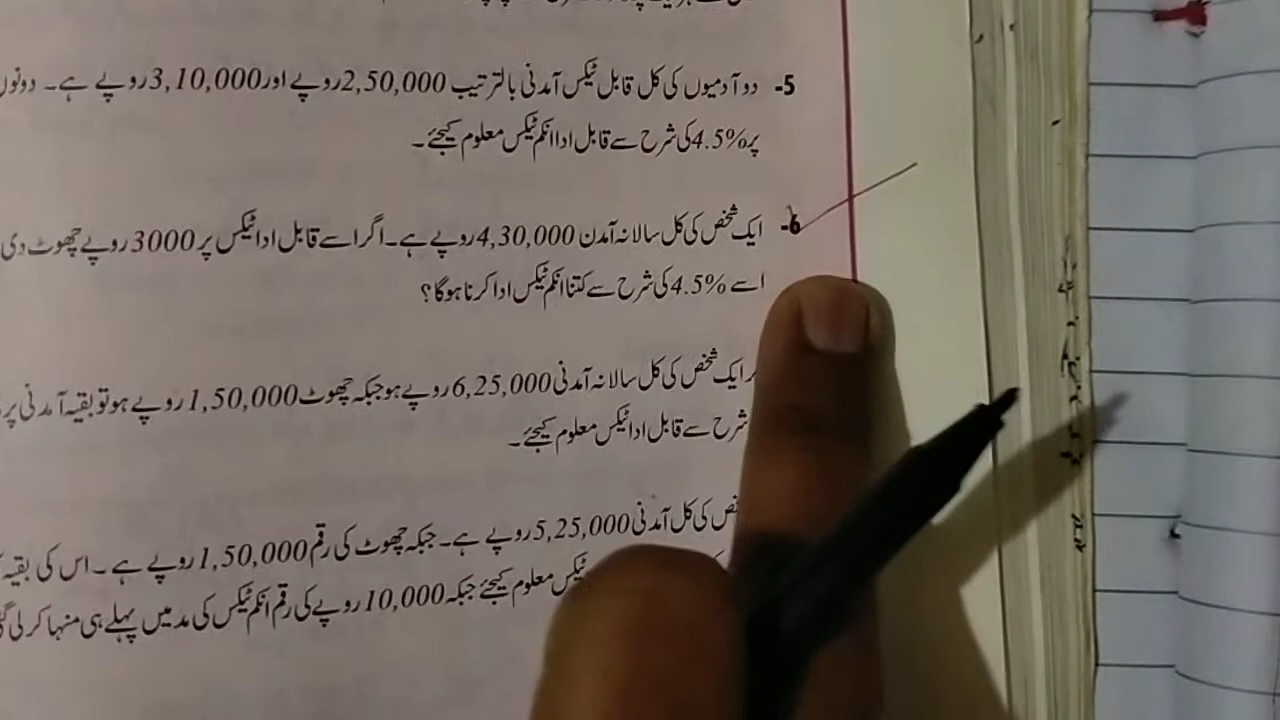 5- دو آدمیوں کی کل قابل ٹیکس آمدنی بالترتیب 2,50,000 روپے اور 3,10,000 روپے ہے۔ دونوں
پر 4.5% کی شرح سے قابل ادا انکم ٹیکس معلوم کیجئے۔
6- ایک شخص کی کل سالانہ آمدن 4,30,000 روپے ہے۔ اگر اسے قابل ادا ٹیکس پر 3000 روپے چھوٹ دی
اسے 4.5% کی شرح سے کتنا انکم ٹیکس ادا کرنا ہوگا؟
ایک شخص کی کل سالانہ آمدنی 6,25,000 روپے ہو جبکہ چھوٹ 1,50,000 روپے ہو تو بقیہ آمدنی پر
شرح سے قابل ادا ٹیکس معلوم کیجئے۔
کی کل آمدنی 5,25,000 روپے ہے۔ جبکہ چھوٹ کی رقم 1,50,000 روپے ہے۔ اس کی بقیہ
ٹیکس معلوم کیجئے جبکہ 10,000 روپے کی رقم انکم ٹیکس کی مد میں پہلے ہی منہا کر لی